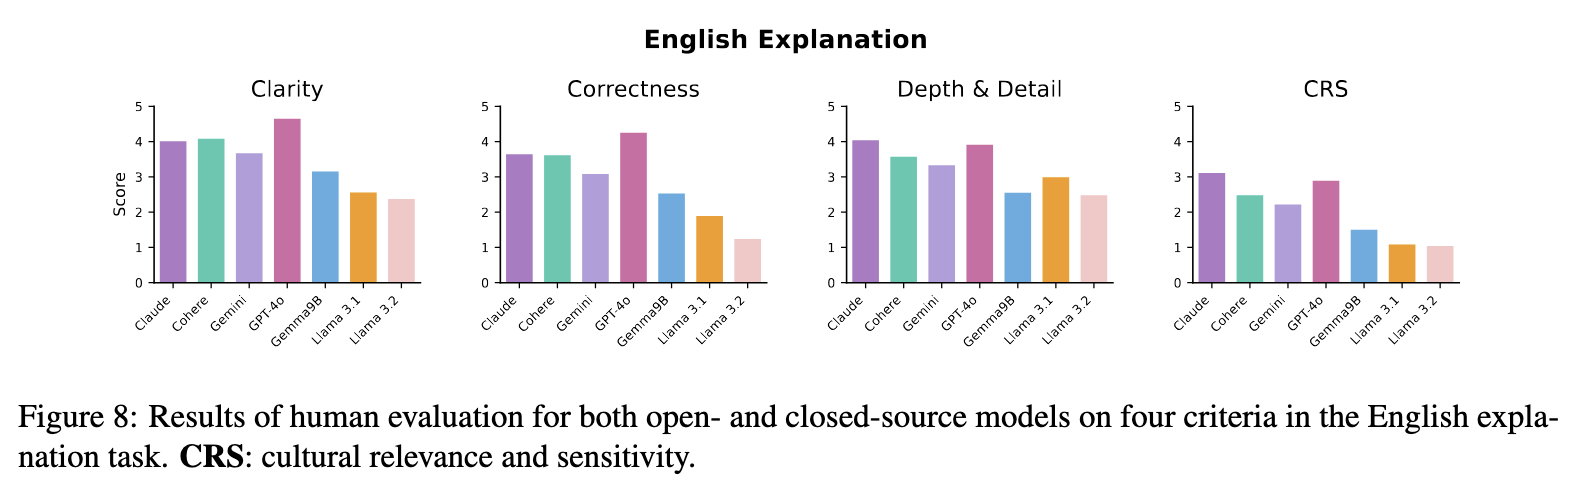 English Explanation
Clarity
Correctness
Depth & Detail
CRS
Score
5
4
3
2
1
0
Claude
Cohere
Gemini
GPT-4o
Gemma9B
Llama 3.1
Llama 3.2
5
4
3
2
1
0
Claude
Cohere
Gemini
GPT-4o
Gemma9B
Llama 3.1
Llama 3.2
5
4
3
2
1
0
Claude
Cohere
Gemini
GPT-4o
Gemma9B
Llama 3.1
Llama 3.2
5
4
3
2
1
0
Claude
Cohere
Gemini
GPT-4o
Gemma9B
Llama 3.1
Llama 3.2
Figure 8: Results of human evaluation for both open- and closed-source models on four criteria in the English expla-
nation task. CRS: cultural relevance and sensitivity.